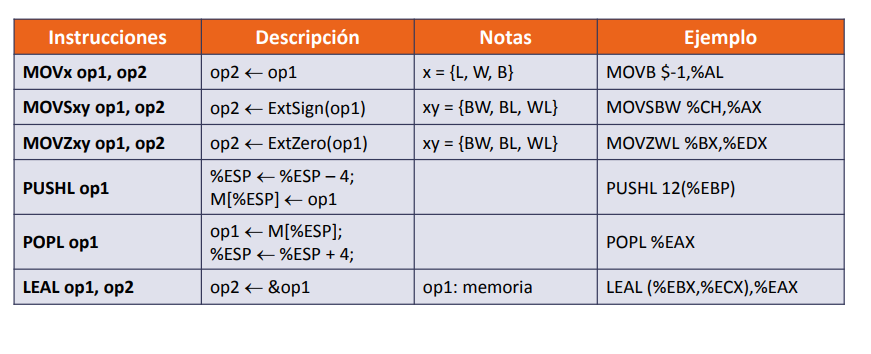 Instrucciones Descripción Notas Ejemplo
MOVx op1, op2 op2 ← op1 x = {L, W, B} MOVB $-1,%AL
MOVSxy op1, op2 op2 ← ExtSign(op1) xy = {BW, BL, WL} MOVSBW %CH,%AX
MOVZxy op1, op2 op2 ← ExtZero(op1) xy = {BW, BL, WL} MOVZWL %BX,%EDX
PUSHL op1 %ESP ← %ESP – 4;
M[%ESP] ← op1 PUSHL 12(%EBP)
POPL op1 op1 ← M[%ESP];
%ESP ← %ESP + 4; POPL %EAX
LEAL op1, op2 op2 ← &op1 op1: memoria LEAL (%EBX,%ECX),%EAX